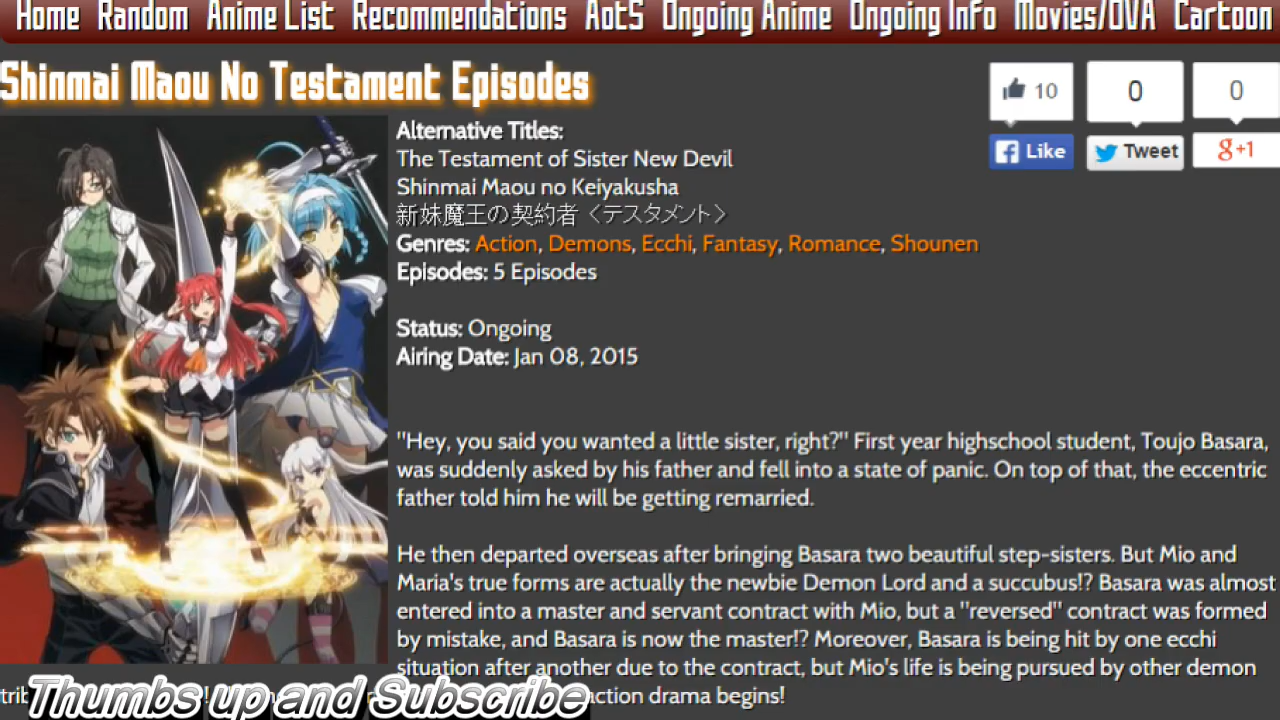 Home Random Anime List Recommendations AotS Ongoing Anime Ongoing Info Movies/OVA Cartoon
Shinmai Maou No Testament Episodes
10
0
0
Like
Tweet
g+1
Alternative Titles:
The Testament of Sister New Devil
Shinmai Maou no Keiyakusha
新妹魔王の契約者〈テスタメント〉
Genres: Action, Demons, Ecchi, Fantasy, Romance, Shounen
Episodes: 5 Episodes
Status: Ongoing
Airing Date: Jan 08, 2015
"Hey, you said you wanted a little sister, right?" First year highschool student, Toujo Basara,
was suddenly asked by his father and fell into a state of panic. On top of that, the eccentric
father told him he will be getting remarried.
He then departed overseas after bringing Basara two beautiful step-sisters. But Mio and
Maria's true forms are actually the newbie Demon Lord and a succubus!? Basara was almost
entered into a master and servant contract with Mio, but a "reversed" contract was formed
by mistake, and Basara is now the master!? Moreover, Basara is being hit by one ecchi
situation after another due to the contract, but Mio's life is being pursued by other demon
drama begins!
Thumbs up and Subscribe